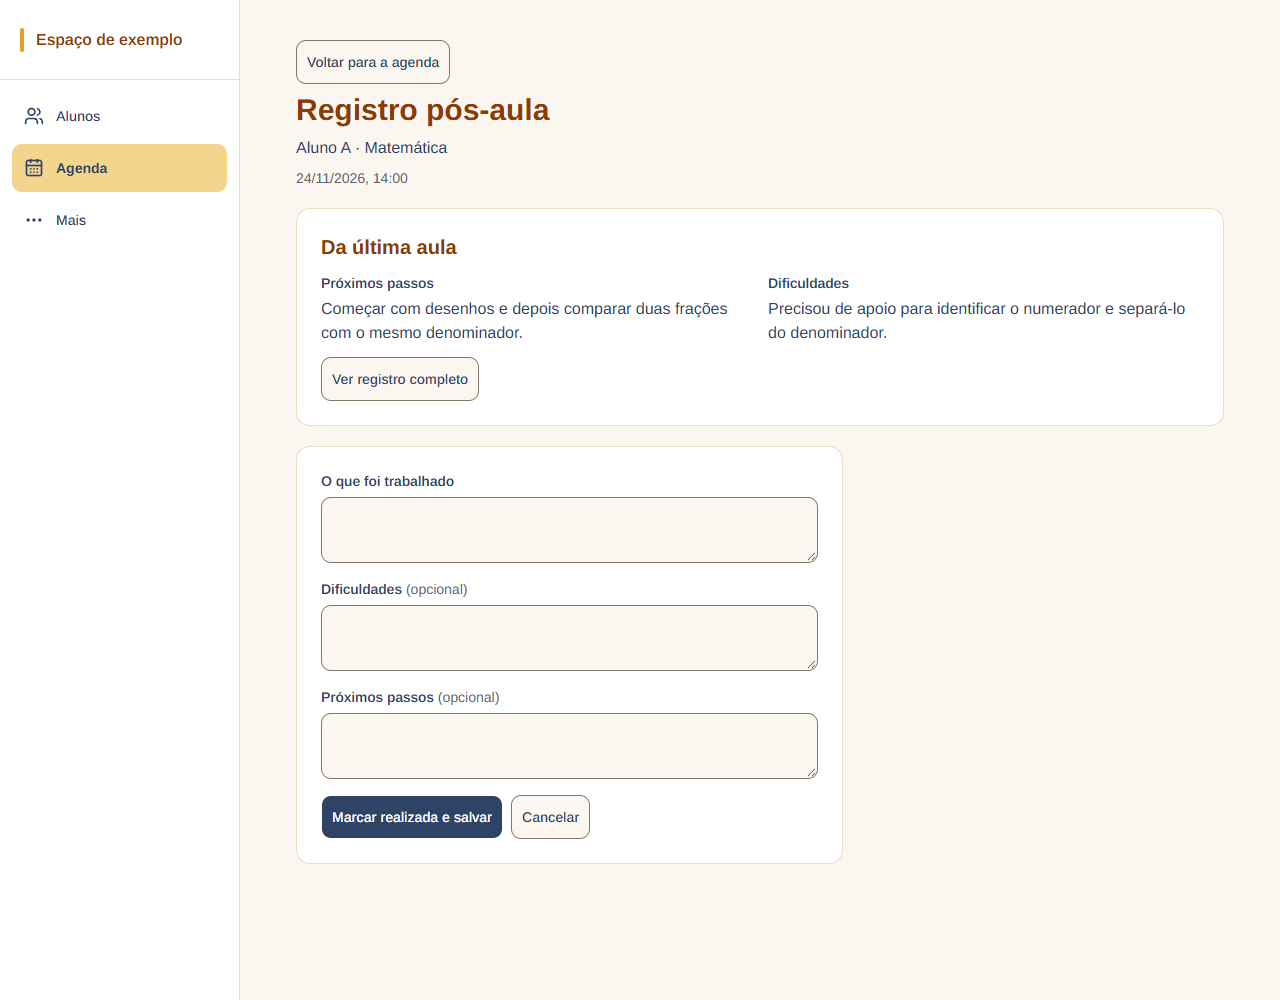 Espaço de exemplo
Alunos
Agenda
Mais
Voltar para a agenda
Registro pós-aula
Aluno A · Matemática
24/11/2026, 14:00
Da última aula
Próximos passos
Começar com desenhos e depois comparar duas frações
com o mesmo denominador.
Dificuldades
Precisou de apoio para identificar o numerador e separá-lo
do denominador.
Ver registro completo
O que foi trabalhado
Dificuldades (opcional)
Próximos passos (opcional)
Marcar realizada e salvar
Cancelar